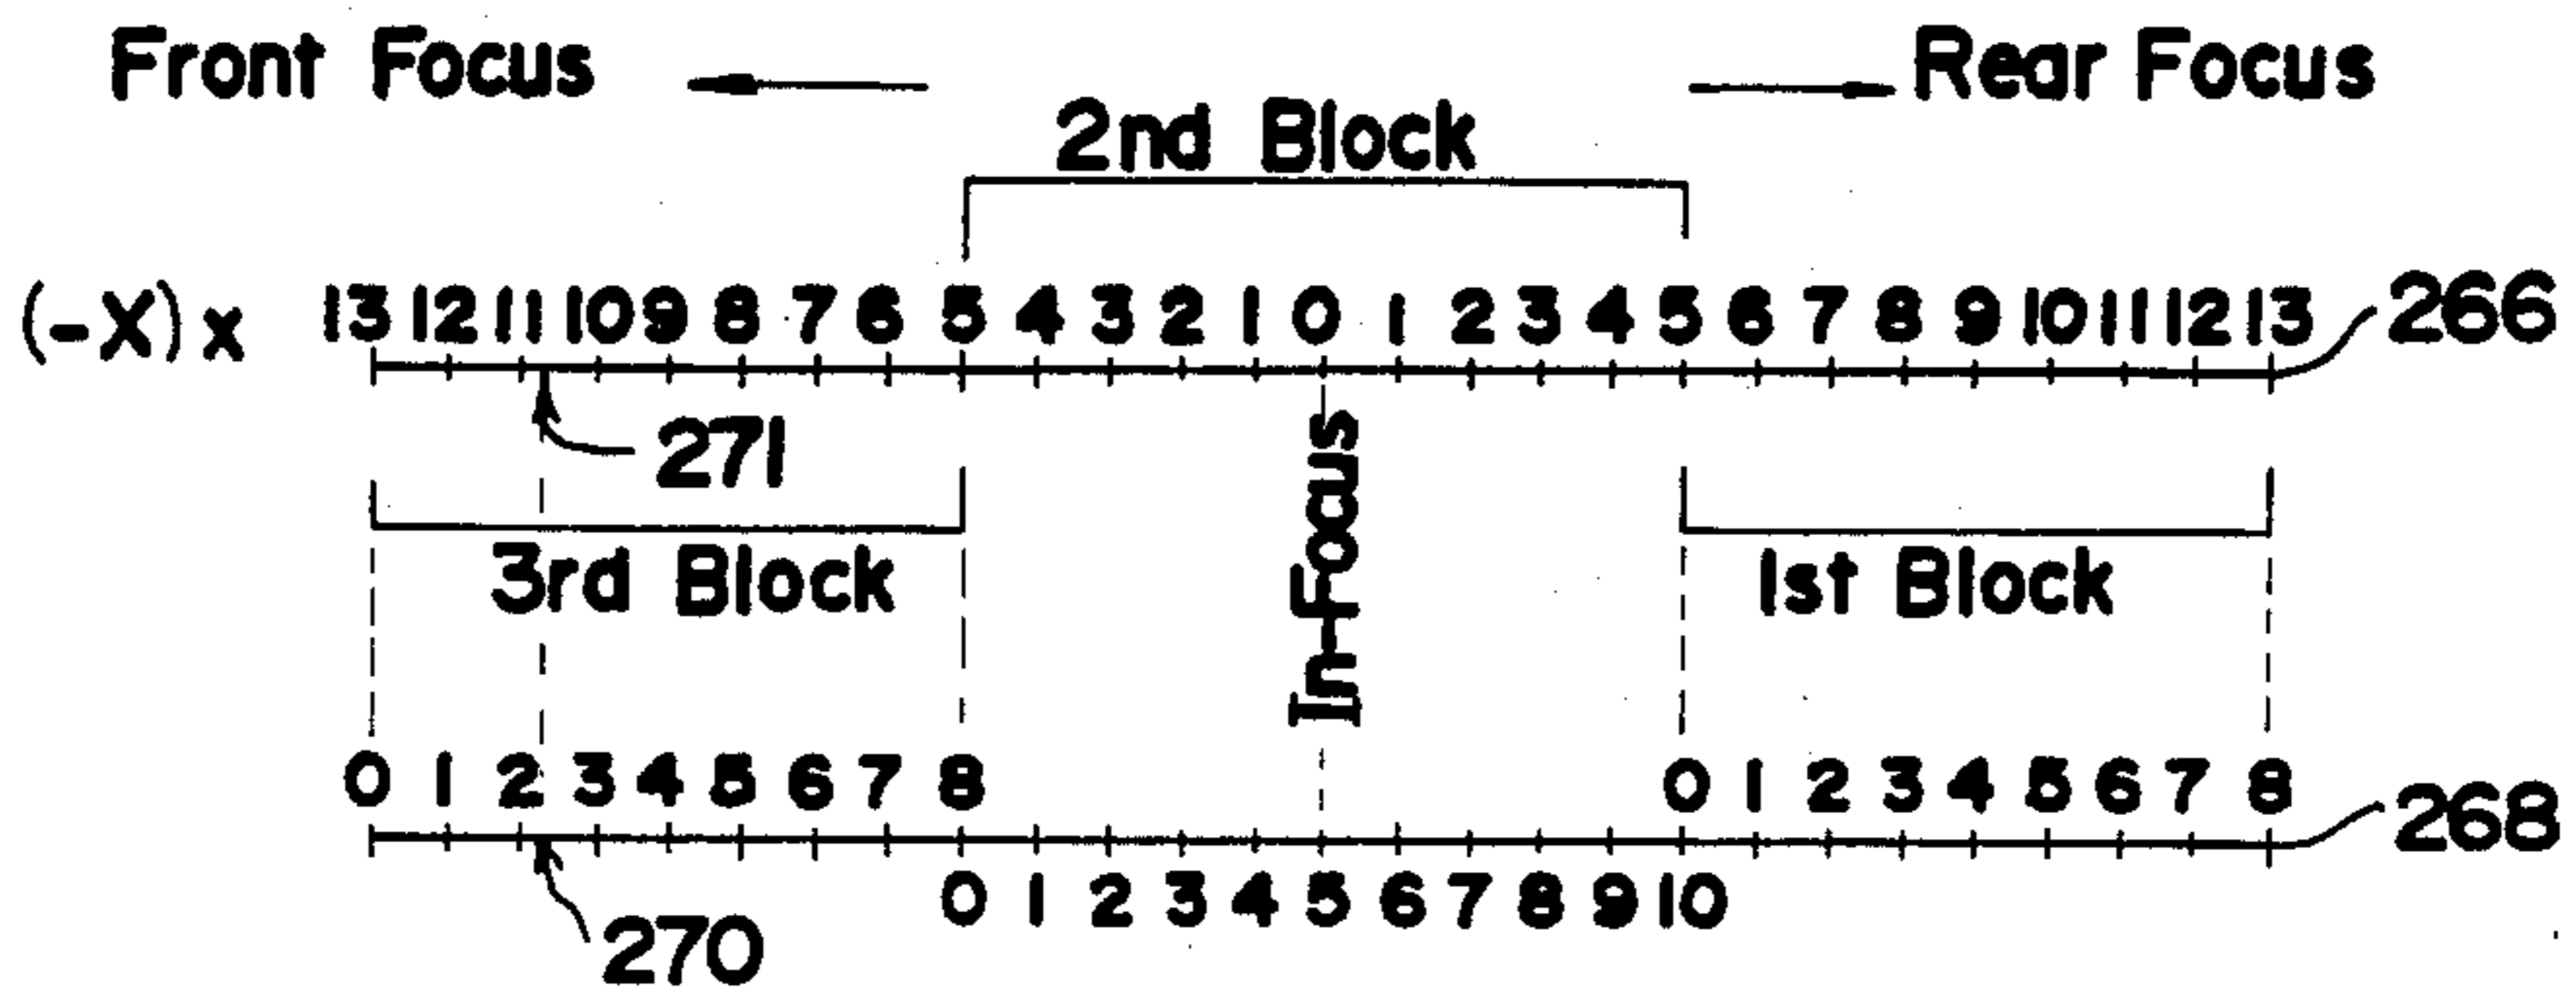 Front Focus Rear Focus
2nd Block
(-X) x 13 12 11 10 9 8 7 6 5 4 3 2 1 0 1 2 3 4 5 6 7 8 9 10 11 12 13 266
271
In-Focus
3rd Block 1st Block
0 1 2 3 4 5 6 7 8 0 1 2 3 4 5 6 7 8
268
0 1 2 3 4 5 6 7 8 9 10
270